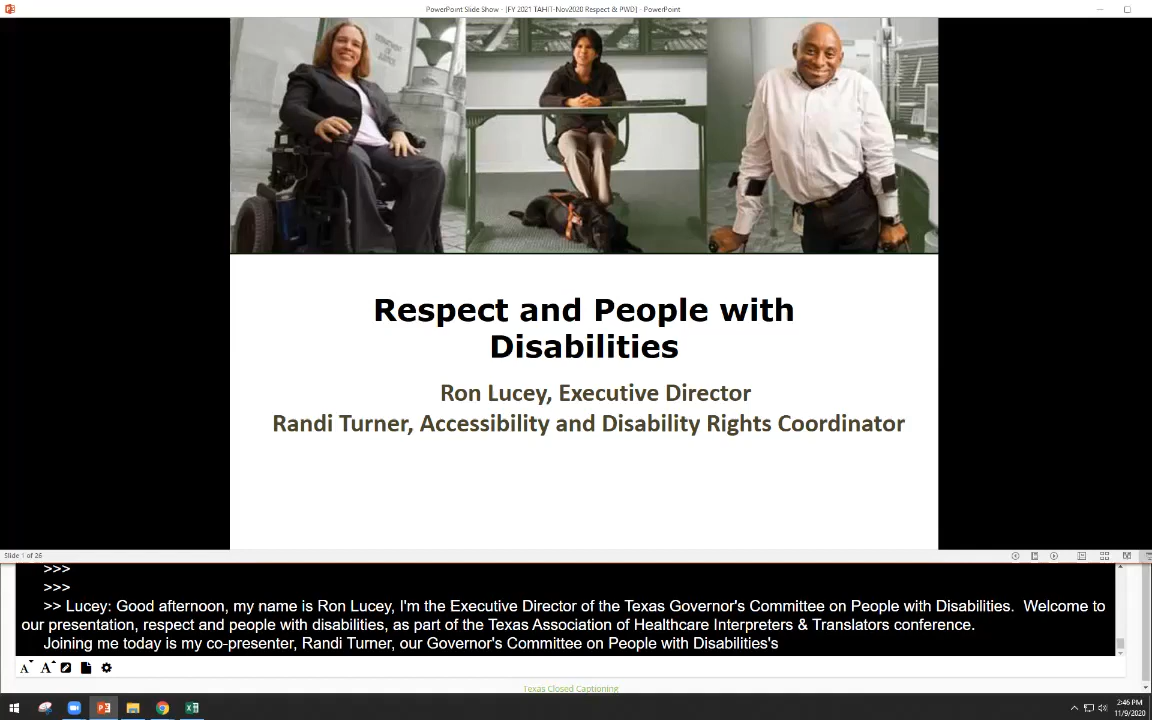 PowerPoint Slide Show - [FY 2021 TAHIT-Nov2020 Respect & PWD] - PowerPoint
Respect and People with
Disabilities
Ron Lucey, Executive Director
Randi Turner, Accessibility and Disability Rights Coordinator
Slide 1 of 26
>>>
>>>
>> Lucey: Good afternoon, my name is Ron Lucey, I'm the Executive Director of the Texas Governor's Committee on People with Disabilities.  Welcome to
our presentation, respect and people with disabilities, as part of the Texas Association of Healthcare Interpreters & Translators conference.
Joining me today is my co-presenter, Randi Turner, our Governor's Committee on People with Disabilities's
A A
Texas Closed Captioning
2:46 PM
11/9/2020